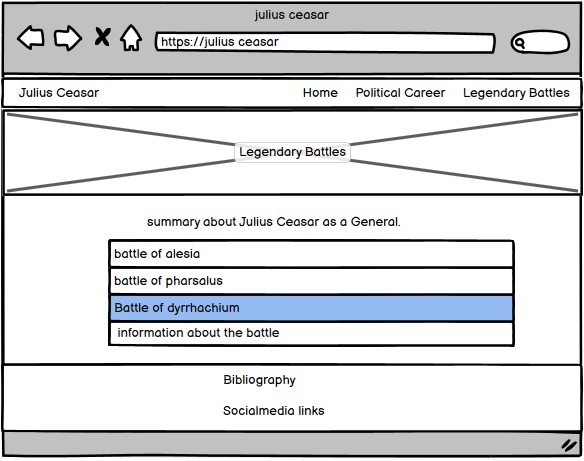 julius ceasar
https://julius ceasar
Julius Ceasar Home Political Career Legendary Battles
Legendary Battles
summary about Julius Ceasar as a General.
battle of alesia
battle of pharsalus
Battle of dyrrhachium
information about the battle
Bibliography
Socialmedia links